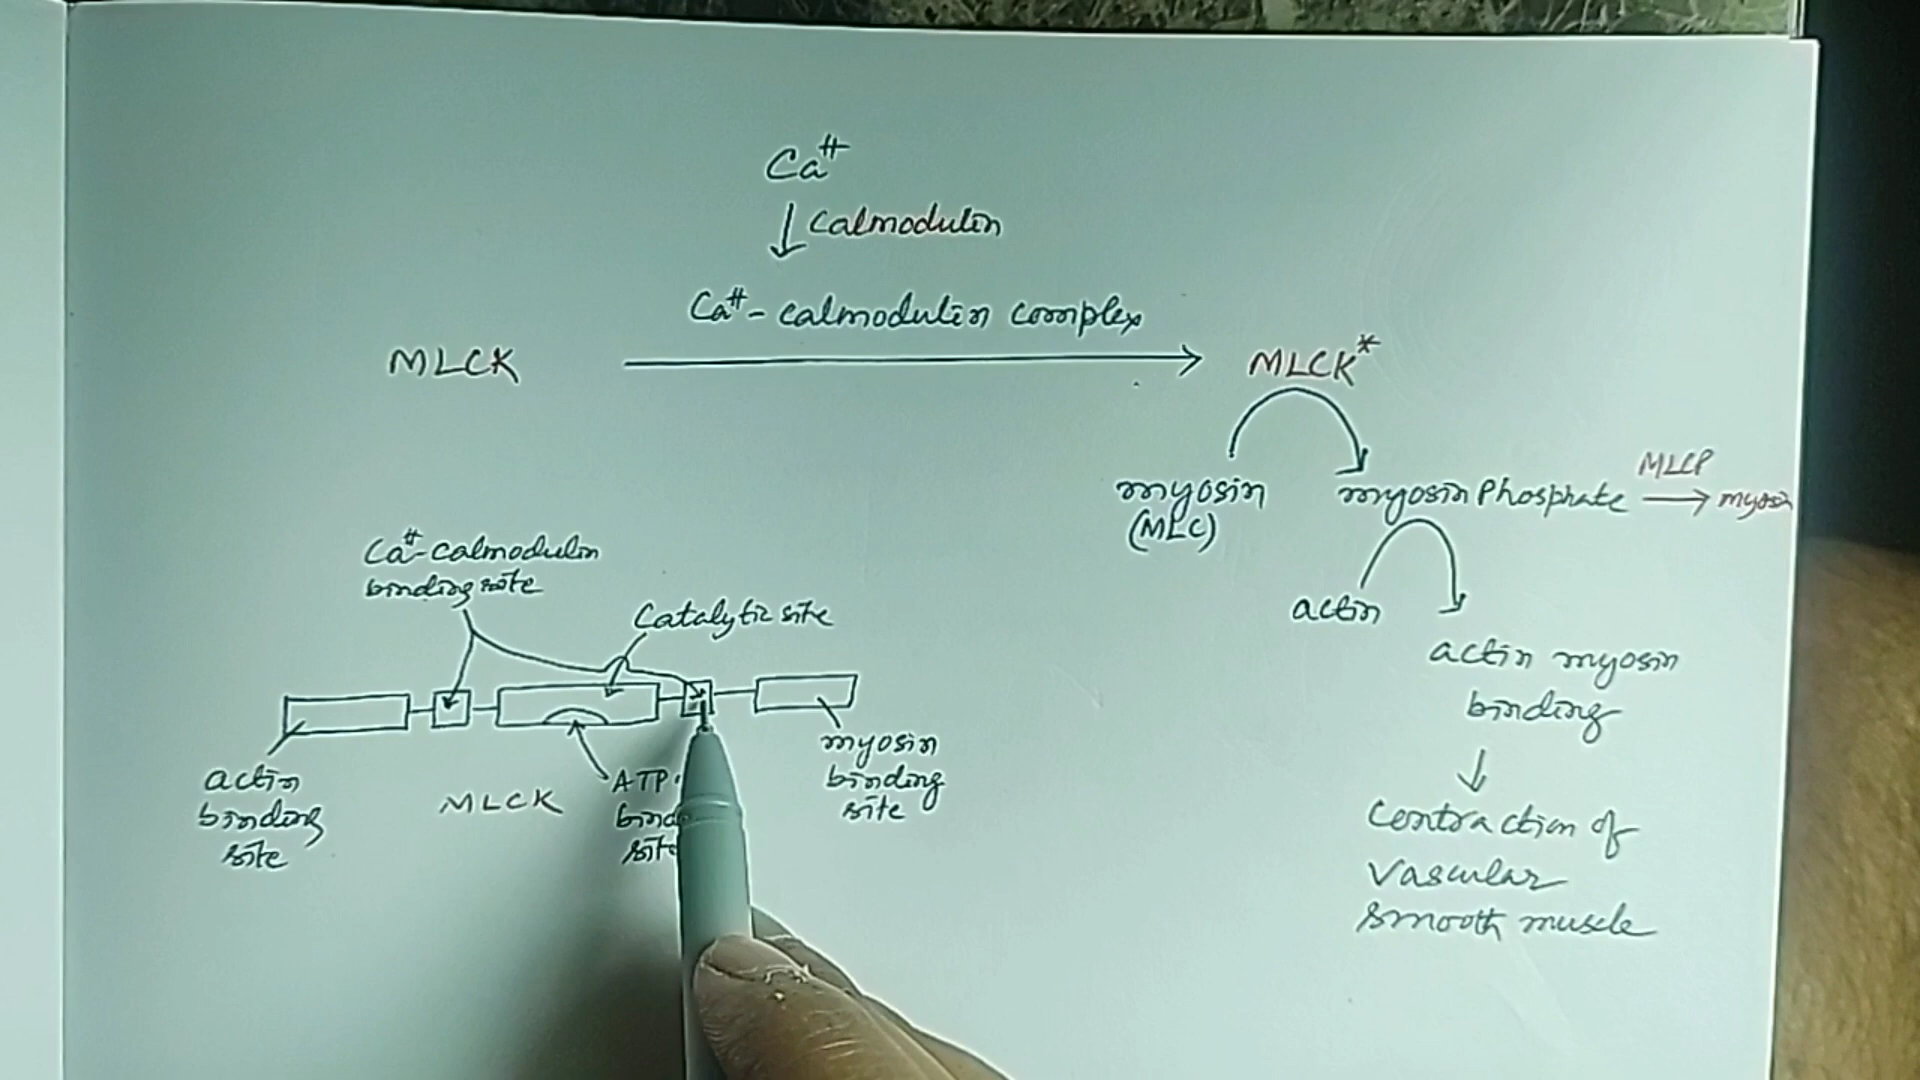 Ca++
Calmodulin
Ca++-calmodulin complex
MLCK
MLCK*
MLCP
myosin
myosin Phosphate
myosin
(MLC)
actin
actin myosin
binding
Contraction of
Vascular
smooth muscle
Ca++-calmodulin
binding site
Catalytic site
actin
binding
site
MLCK
ATP
site
myosin
binding
site